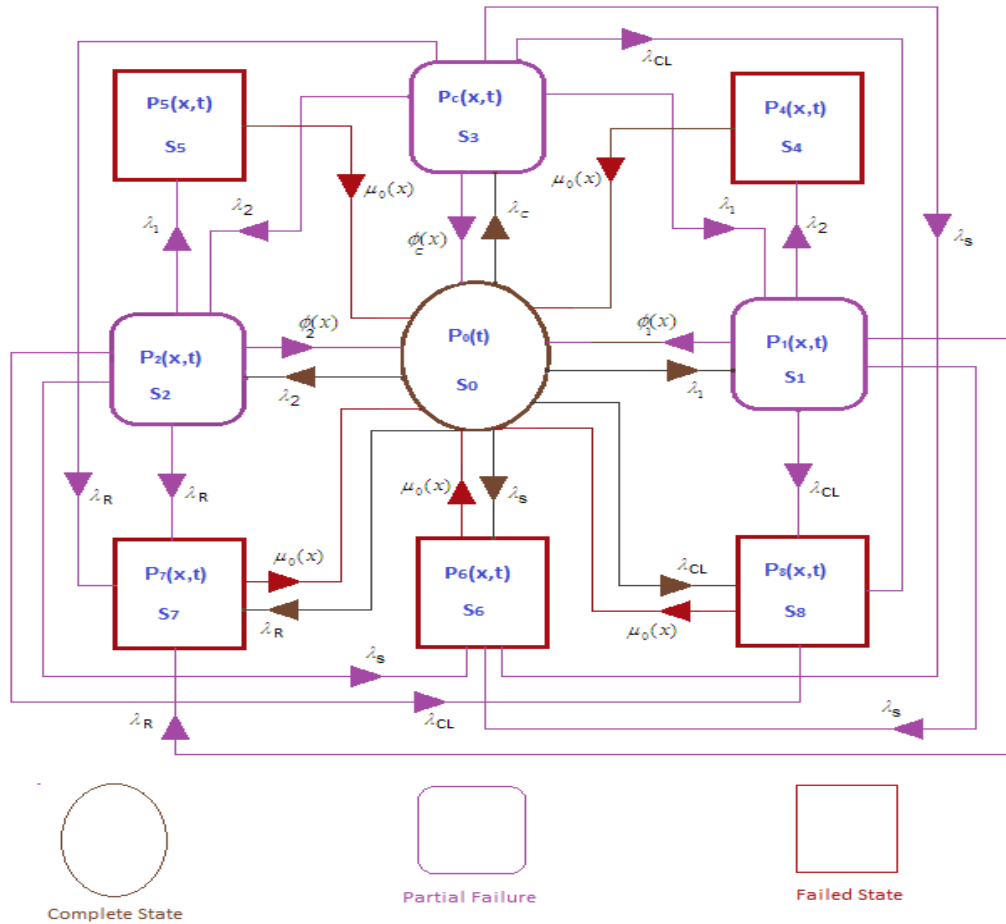 λCL
P5(x,t)
Pc(x,t)
P4(x,t)
S5
S3
S4
μ₀(x)
μ₀(x)
λ2
λc
λ₁
λ₁
ϕc(x)
λ2
λs
ϕ2(x)
P₀(t)
ϕ1(x)
P₂(x,t)
P₁(x,t)
S2
S0
S1
λ2
λ₁
λR
λR
μ₀(x)
λs
λCL
μ₀(x)
P₇(x,t)
P₆(x,t)
λCL
P₈(x,t)
S7
S6
S8
λR
μ₀(x)
λs
λR
λCL
λs
Complete State
Partial Failure
Failed State